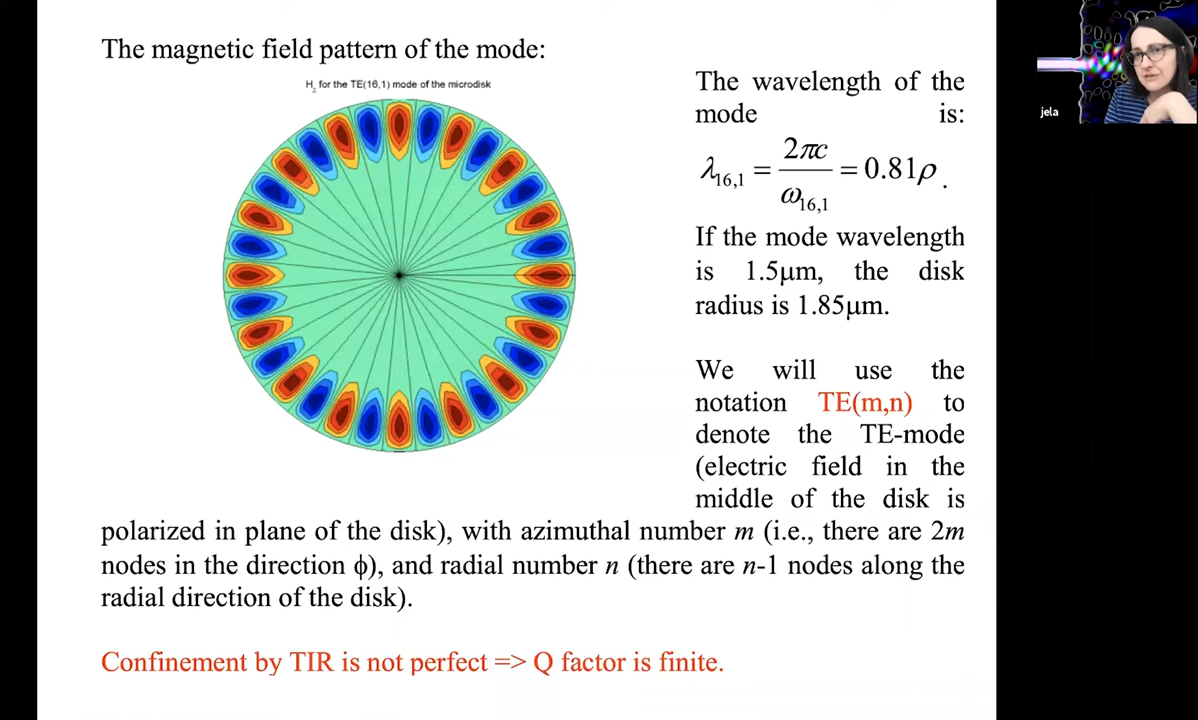 The magnetic field pattern of the mode:
H_z for the TE(16,1) mode of the microdisk
The wavelength of the
mode is:
λ_{16,1} = 2πc / ω_{16,1} = 0.81ρ.
If the mode wavelength
is 1.5μm, the disk
radius is 1.85μm.
We will use the
notation TE(m,n) to
denote the TE-mode
(electric field in the
middle of the disk is
polarized in plane of the disk), with azimuthal number m (i.e., there are 2m
nodes in the direction ϕ), and radial number n (there are n-1 nodes along the
radial direction of the disk).
Confinement by TIR is not perfect => Q factor is finite.
jela